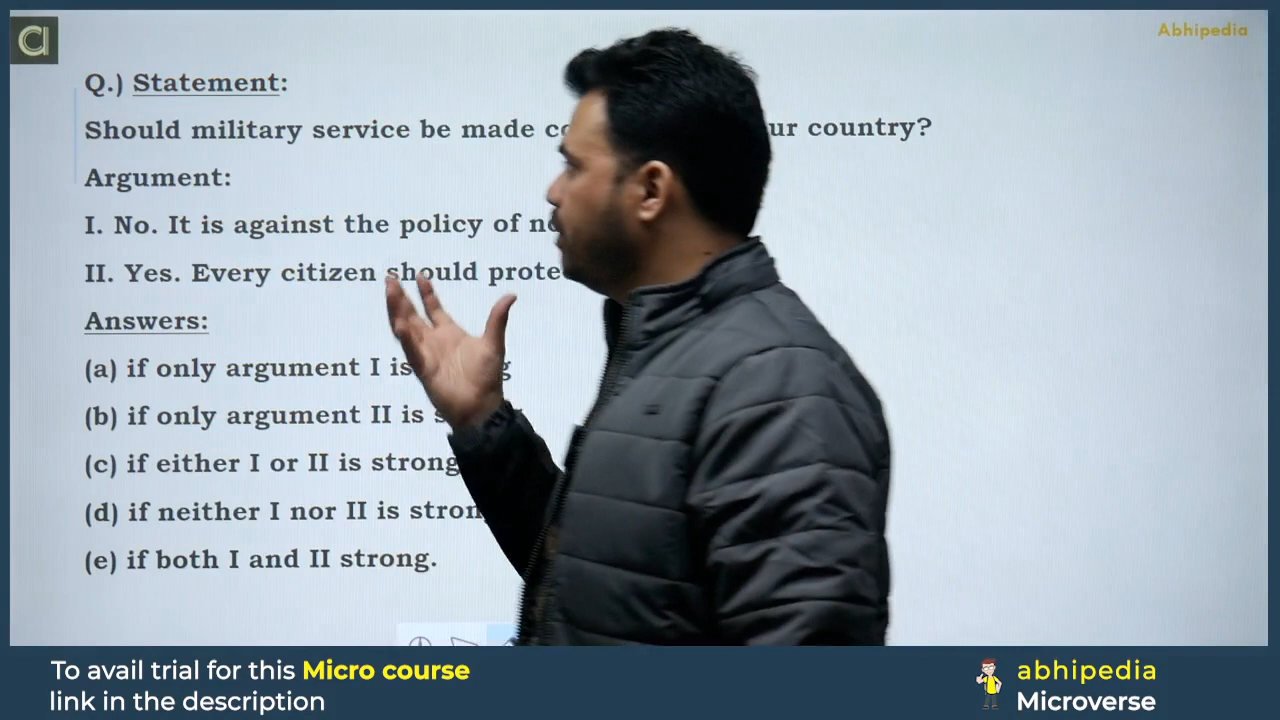 Abhipedia
Q.) Statement:
Should military service be made ur country?
Argument:
I. No. It is against the policy of
II. Yes. Every citizen should
Answers:
(a) if only argument I is
(b) if only argument II is
(c) if either I or II is strong
(d) if neither I nor II is
(e) if both I and II strong.
To avail trial for this Micro course
link in the description
abhipedia
Microverse